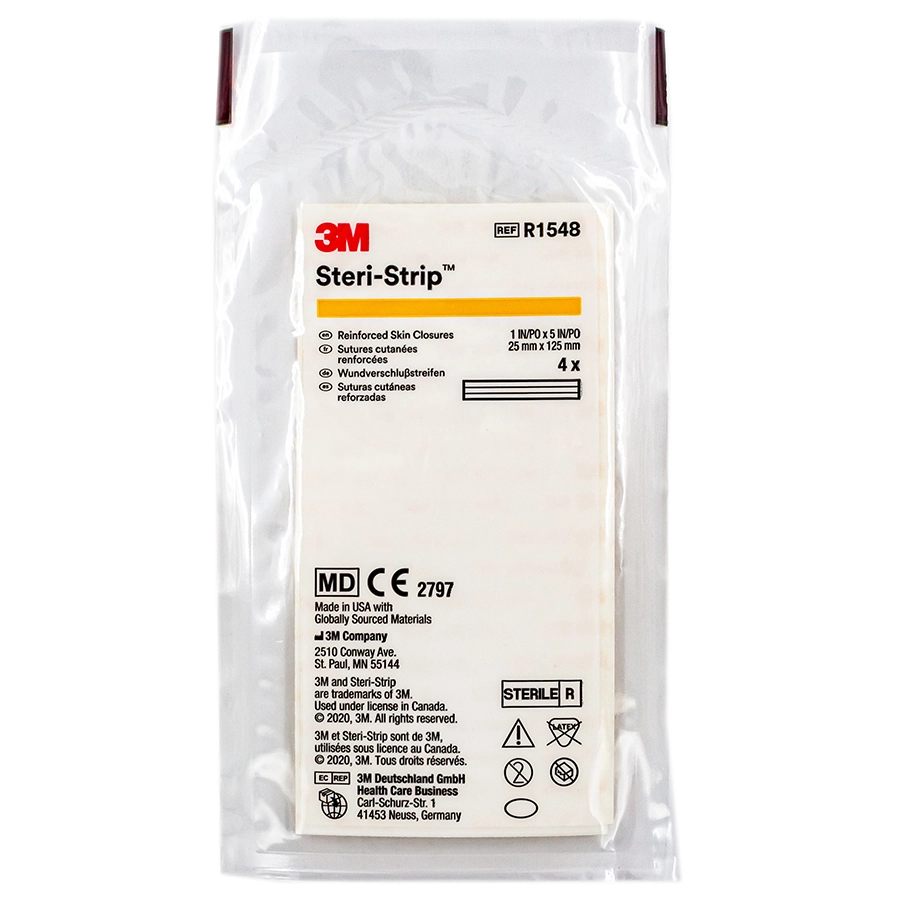 3M
REF R1548
Steri-Strip™
en Reinforced Skin Closures
fr Sutures cutanées
renforcées
de Wundverschlußstreifen
es Suturas cutáneas
reforzadas
1 IN/PO x 5 IN/PO
25 mm x 125 mm
4 x
MD CE 2797
Made in USA with
Globally Sourced Materials
3M Company
2510 Conway Ave.
St. Paul, MN 55144
3M and Steri-Strip
are trademarks of 3M.
Used under license in Canada.
© 2020, 3M. All rights reserved.
3M et Steri-Strip sont de 3M,
utilisées sous licence au Canada.
© 2020, 3M. Tous droits réservés.
EC REP 3M Deutschland GmbH
Health Care Business
Carl-Schurz-Str. 1
41453 Neuss, Germany
STERILE R
LATEX
2